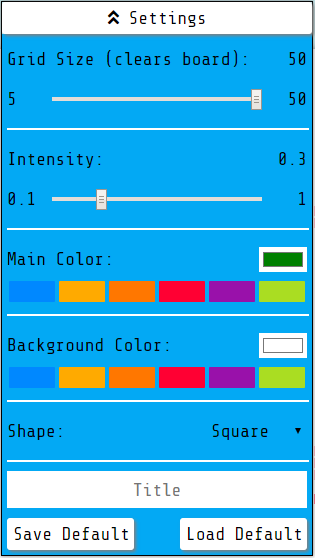 Settings
Grid Size (clears board): 50
5 50
Intensity: 0.3
0.1 1
Main Color:
Background Color:
Shape: Square
Title
Save Default Load Default